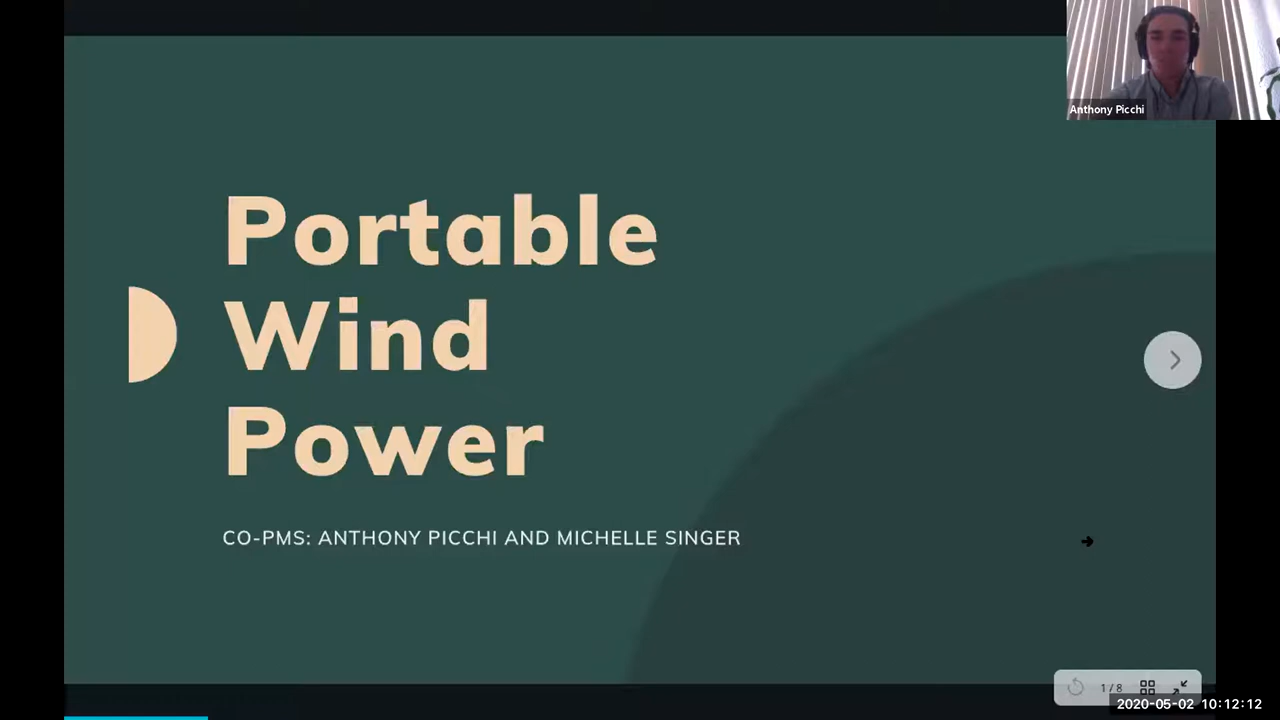 Anthony Picchi
Portable
Wind
Power
CO-PMS: ANTHONY PICCHI AND MICHELLE SINGER
1 / 8
2020-05-02 10:12:12